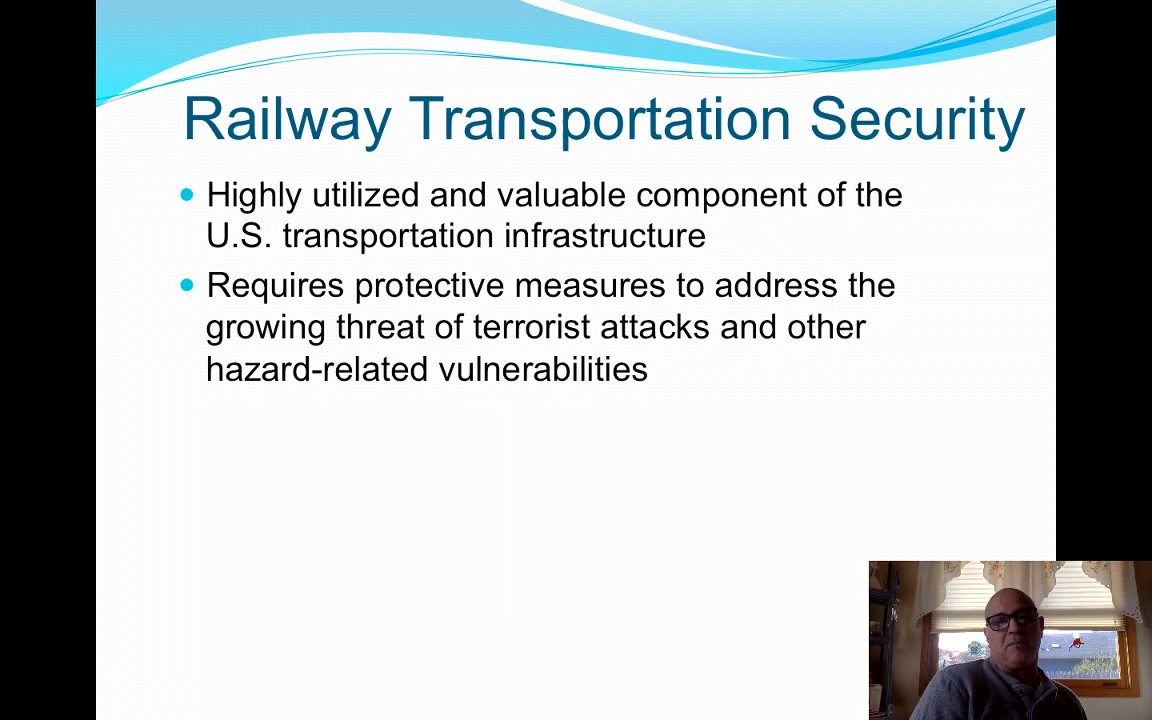 Railway Transportation Security
Highly utilized and valuable component of the
U.S. transportation infrastructure
Requires protective measures to address the
growing threat of terrorist attacks and other
hazard-related vulnerabilities